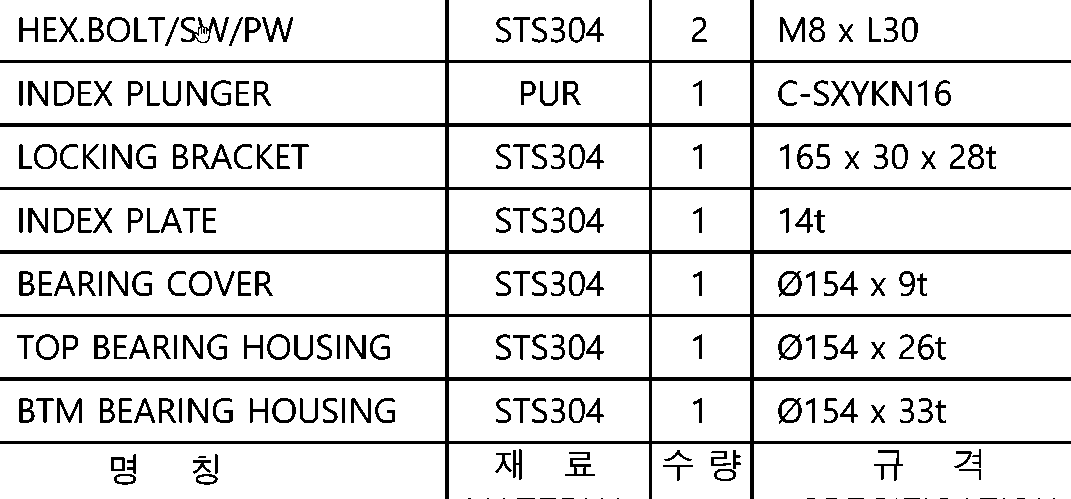 HEX.BOLT/SW/PW STS304 2 M8 x L30
INDEX PLUNGER PUR 1 C-SXYKN16
LOCKING BRACKET STS304 1 165 x 30 x 28t
INDEX PLATE STS304 1 14t
BEARING COVER STS304 1 Ø154 x 9t
TOP BEARING HOUSING STS304 1 Ø154 x 26t
BTM BEARING HOUSING STS304 1 Ø154 x 33t
명 칭 재 료 수 량 규 격